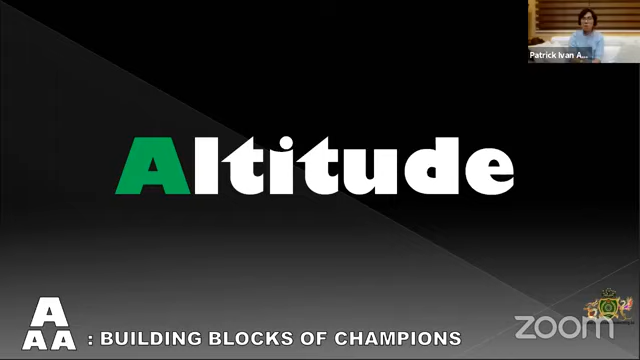 Patrick Ivan A...
Altitude
A
AA : BUILDING BLOCKS OF CHAMPIONS
zoom